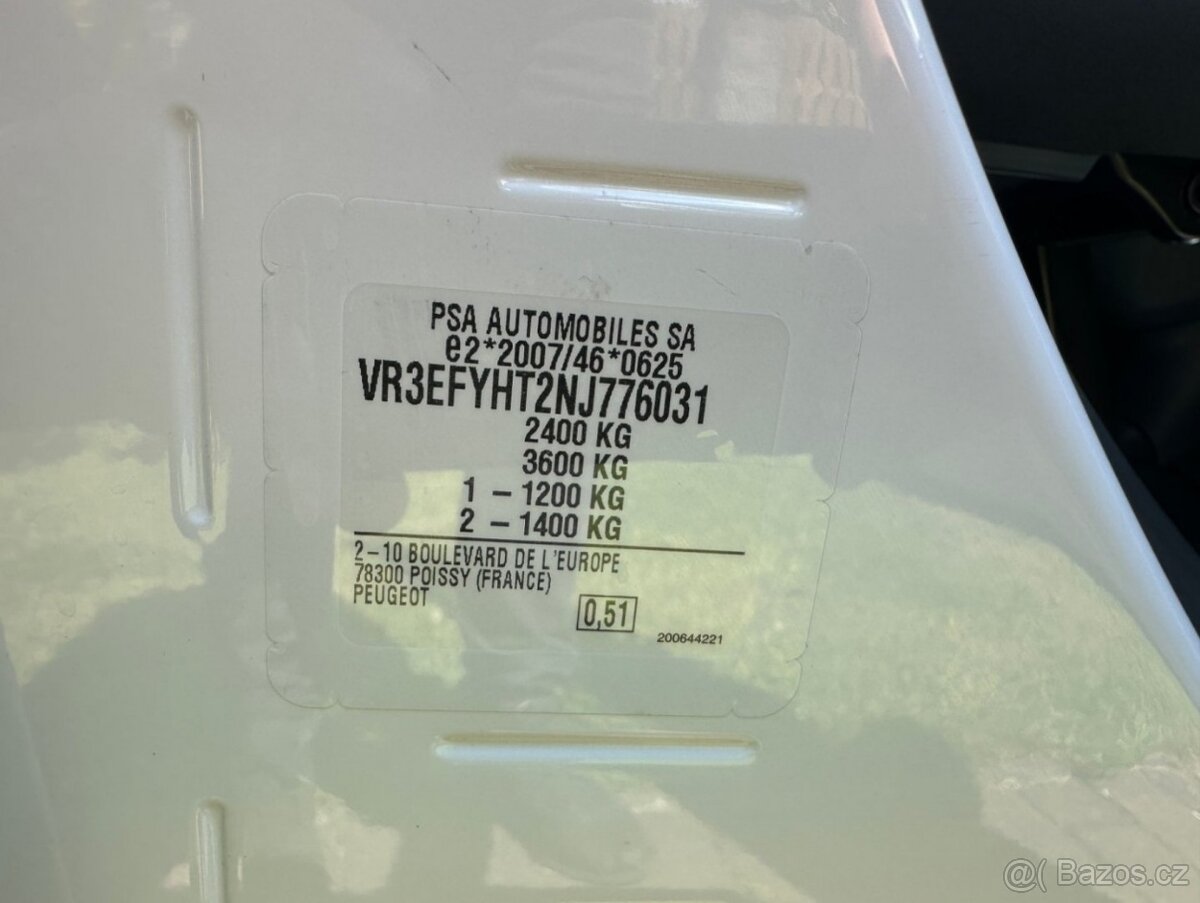 PSA AUTOMOBILES SA
e2*2007/46*0625
VR3EFYHT2NJ776031
2400 KG
3600 KG
1 – 1200 KG
2 – 1400 KG
2–10 BOULEVARD DE L'EUROPE
78300 POISSY (FRANCE)
PEUGEOT
0,51
200644221
@( Bazos.cz